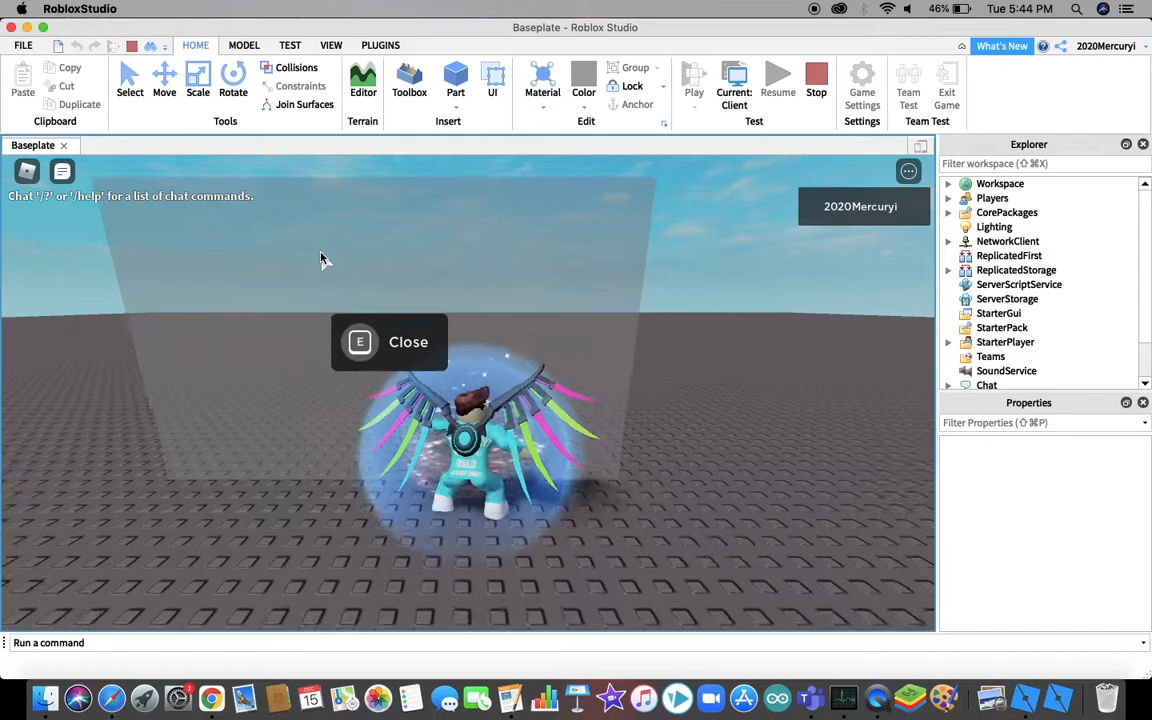 RobloxStudio
46%
Tue 5:44 PM
Baseplate - Roblox Studio
FILE
HOME
MODEL
TEST
VIEW
PLUGINS
What's New
2020Mercuryi
Paste
Copy
Cut
Duplicate
Clipboard
Select
Move
Scale
Rotate
Collisions
Constraints
Join Surfaces
Tools
Editor
Terrain
Toolbox
Part
UI
Insert
Material
Color
Group
Lock
Anchor
Edit
Play
Current:
Client
Resume
Stop
Test
Game
Settings
Settings
Team
Test
Exit
Game
Team Test
Baseplate
Chat '/?' or '/help' for a list of chat commands.
2020Mercuryi
E
Close
Explorer
Filter workspace (⇧⌘X)
Workspace
Players
CorePackages
Lighting
NetworkClient
ReplicatedFirst
ReplicatedStorage
ServerScriptService
ServerStorage
StarterGui
StarterPack
StarterPlayer
Teams
SoundService
Chat
Properties
Filter Properties (⇧⌘P)
Run a command
DEC
15
2